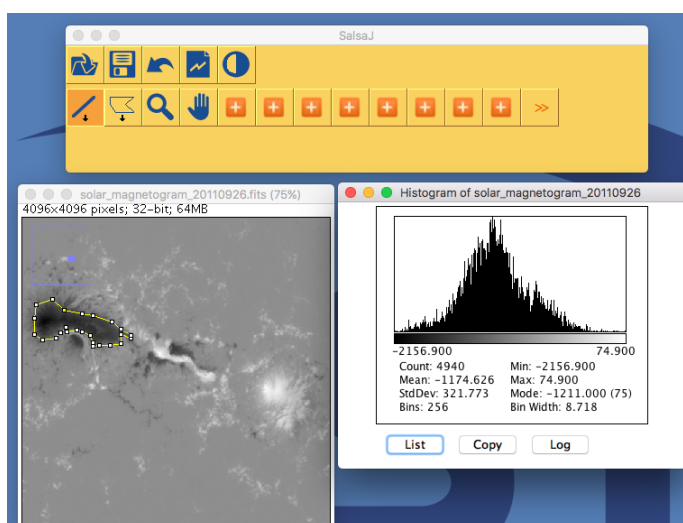 SalsaJ
>>
solar_magnetogram_20110926.fits (75%)
4096x4096 pixels; 32-bit; 64MB
Histogram of solar_magnetogram_20110926
-2156.900 74.900
Count: 4940 Min: -2156.900
Mean: -1174.626 Max: 74.900
StdDev: 321.773 Mode: -1211.000 (75)
Bins: 256 Bin Width: 8.718
List Copy Log